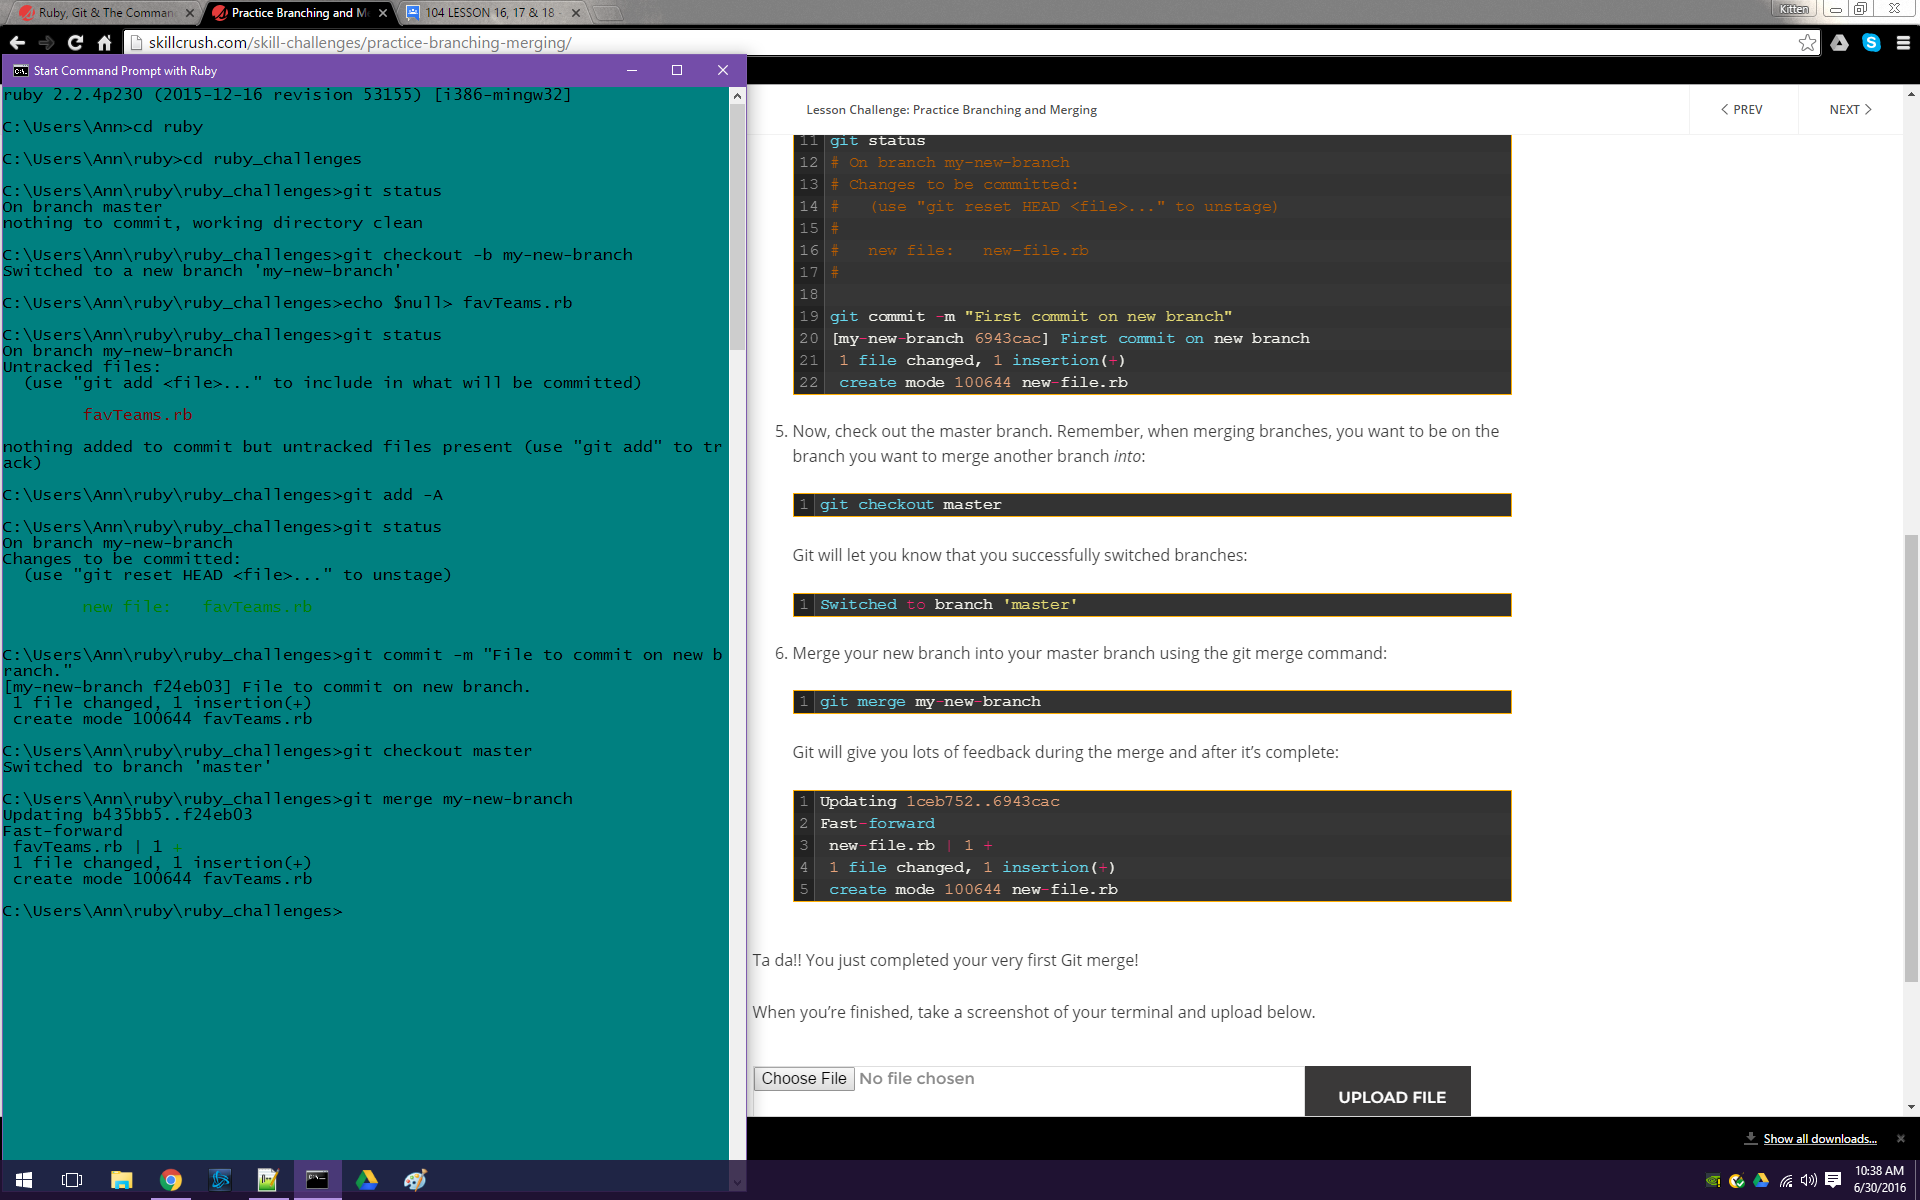 Ruby, Git & The Comman
Practice Branching and M
104 LESSON 16, 17 & 18
Kitten
skillcrush.com/skill-challenges/practice-branching-merging/
Start Command Prompt with Ruby
ruby 2.2.4p230 (2015-12-16 revision 53155) [i386-mingw32]
C:\Users\Ann>cd ruby
C:\Users\Ann\ruby>cd ruby_challenges
C:\Users\Ann\ruby\ruby_challenges>git status
On branch master
nothing to commit, working directory clean
C:\Users\Ann\ruby\ruby_challenges>git checkout -b my-new-branch
Switched to a new branch 'my-new-branch'
C:\Users\Ann\ruby\ruby_challenges>echo $null> favTeams.rb
C:\Users\Ann\ruby\ruby_challenges>git status
On branch my-new-branch
Untracked files:
  (use "git add <file>..." to include in what will be committed)
        favTeams.rb
nothing added to commit but untracked files present (use "git add" to tr
ack)
C:\Users\Ann\ruby\ruby_challenges>git add -A
C:\Users\Ann\ruby\ruby_challenges>git status
On branch my-new-branch
Changes to be committed:
  (use "git reset HEAD <file>..." to unstage)
        new file:   favTeams.rb
C:\Users\Ann\ruby\ruby_challenges>git commit -m "File to commit on new b
ranch."
[my-new-branch f24eb03] File to commit on new branch.
 1 file changed, 1 insertion(+)
 create mode 100644 favTeams.rb
C:\Users\Ann\ruby\ruby_challenges>git checkout master
Switched to branch 'master'
C:\Users\Ann\ruby\ruby_challenges>git merge my-new-branch
Updating b435bb5..f24eb03
Fast-forward
 favTeams.rb | 1 +
 1 file changed, 1 insertion(+)
 create mode 100644 favTeams.rb
C:\Users\Ann\ruby\ruby_challenges>
Lesson Challenge: Practice Branching and Merging
< PREV
NEXT >
11 git status
12 # On branch my-new-branch
13 # Changes to be committed:
14 #   (use "git reset HEAD <file>..." to unstage)
15 #
16 #   new file:   new-file.rb
17 #
18
19 git commit -m "First commit on new branch"
20 [my-new-branch 6943cac] First commit on new branch
21  1 file changed, 1 insertion(+)
22  create mode 100644 new-file.rb
5. Now, check out the master branch. Remember, when merging branches, you want to be on the
branch you want to merge another branch into:
1 git checkout master
Git will let you know that you successfully switched branches:
1 Switched to branch 'master'
6. Merge your new branch into your master branch using the git merge command:
1 git merge my-new-branch
Git will give you lots of feedback during the merge and after it's complete:
1 Updating 1ceb752..6943cac
2 Fast-forward
3  new-file.rb | 1 +
4  1 file changed, 1 insertion(+)
5  create mode 100644 new-file.rb
Ta da!! You just completed your very first Git merge!
When you're finished, take a screenshot of your terminal and upload below.
Choose File No file chosen
UPLOAD FILE
Show all downloads...
10:38 AM
6/30/2016